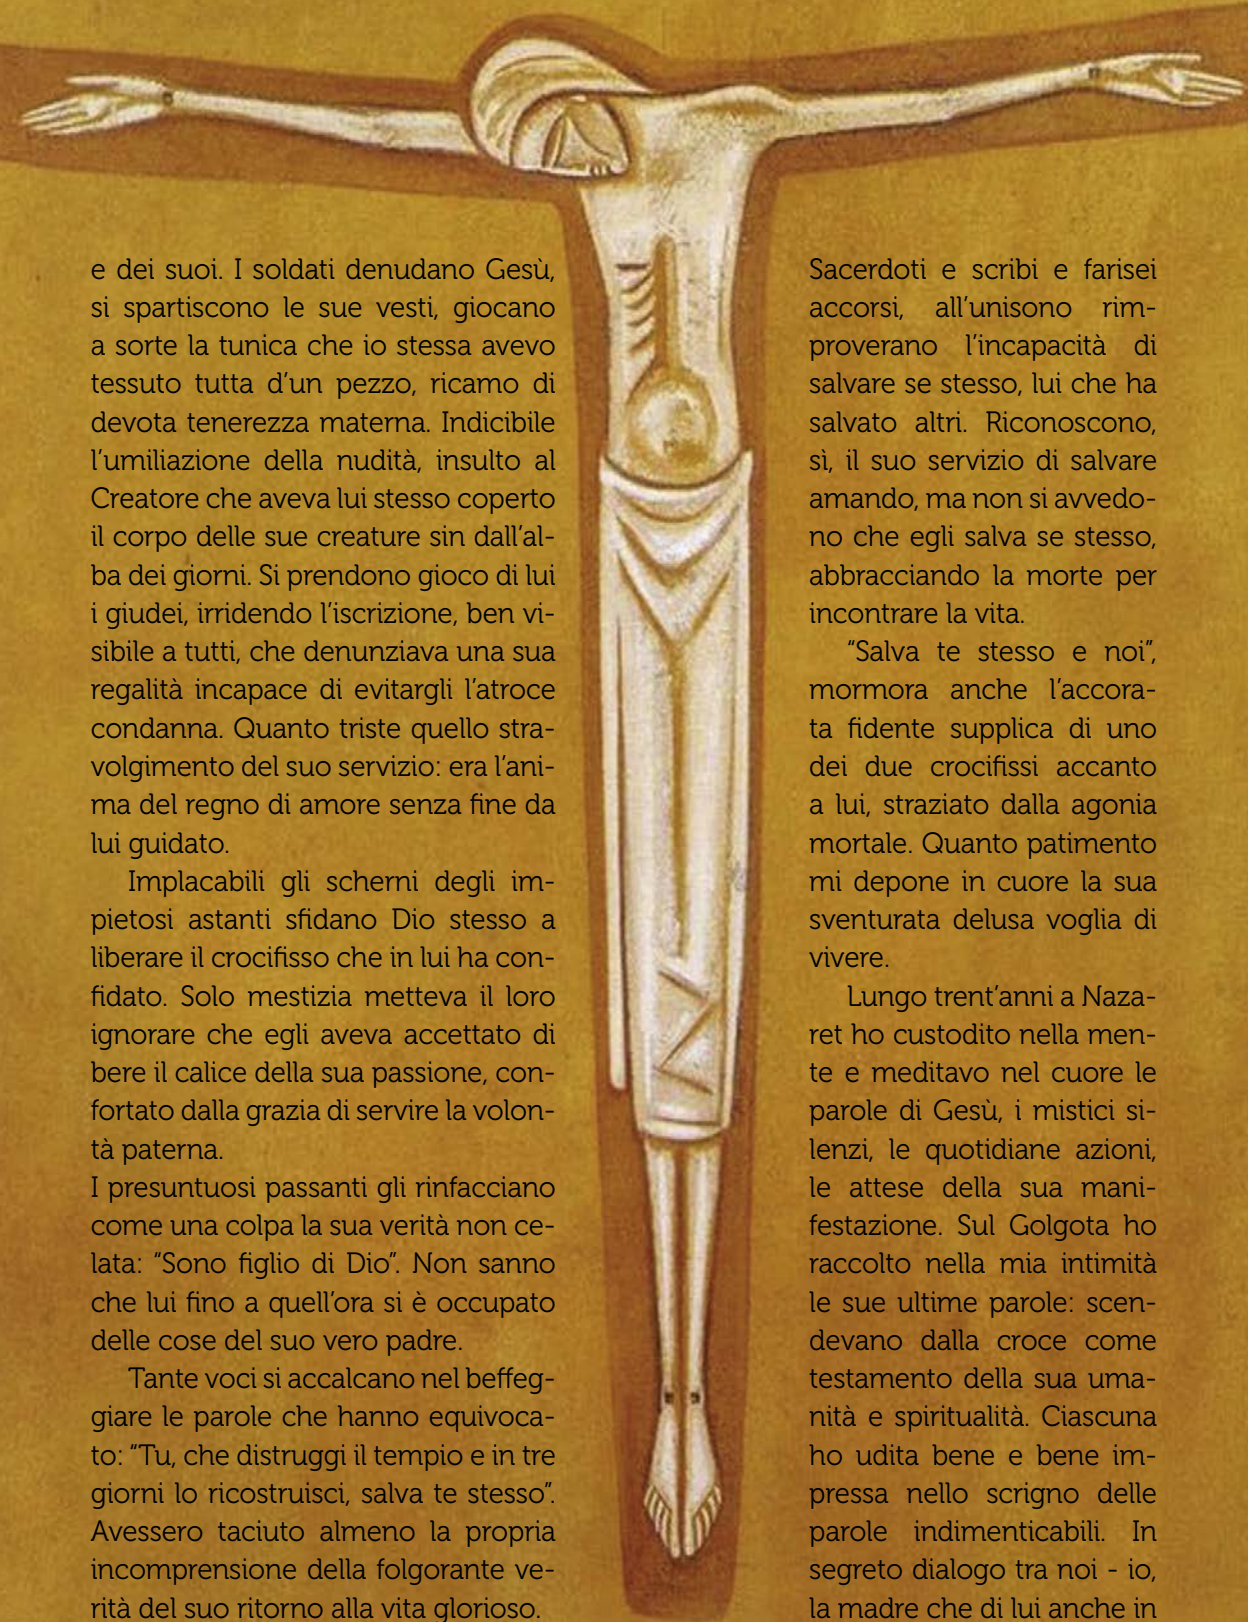 e dei suoi. I soldati denudano Gesù,
si spartiscono le sue vesti, giocano
a sorte la tunica che io stessa avevo
tessuto tutta d'un pezzo, ricamo di
devota tenerezza materna. Indicibile
l'umiliazione della nudità, insulto al
Creatore che aveva lui stesso coperto
il corpo delle sue creature sin dall'al-
ba dei giorni. Si prendono gioco di lui
i giudei, irridendo l'iscrizione, ben vi-
sibile a tutti, che denunziava una sua
regalità incapace di evitargli l'atroce
condanna. Quanto triste quello stra-
volgimento del suo servizio: era l'ani-
ma del regno di amore senza fine da
lui guidato.
Implacabili gli scherni degli im-
pietosi astanti sfidano Dio stesso a
liberare il crocifisso che in lui ha con-
fidato. Solo mestizia metteva il loro
ignorare che egli aveva accettato di
bere il calice della sua passione, con-
fortato dalla grazia di servire la volon-
tà paterna.
I presuntuosi passanti gli rinfacciano
come una colpa la sua verità non ce-
lata: “Sono figlio di Dio”. Non sanno
che lui fino a quell'ora si è occupato
delle cose del suo vero padre.
Tante voci si accalcano nel beffeg-
giare le parole che hanno equivoca-
to: “Tu, che distruggi il tempio e in tre
giorni lo ricostruisci, salva te stesso”.
Avessero taciuto almeno la propria
incomprensione della folgorante ve-
rità del suo ritorno alla vita glorioso.
Sacerdoti e scribi e farisei
accorsi, all'unisono rim-
proverano l'incapacità di
salvare se stesso, lui che ha
salvato altri. Riconoscono,
sì, il suo servizio di salvare
amando, ma non si avvedo-
no che egli salva se stesso,
abbracciando la morte per
incontrare la vita.
“Salva te stesso e noi”,
mormora anche l'accora-
ta fidente supplica di uno
dei due crocifissi accanto
a lui, straziato dalla agonia
mortale. Quanto patimento
mi depone in cuore la sua
sventurata delusa voglia di
vivere.
Lungo trent'anni a Naza-
ret ho custodito nella men-
te e meditavo nel cuore le
parole di Gesù, i mistici si-
lenzi, le quotidiane azioni,
le attese della sua mani-
festazione. Sul Golgota ho
raccolto nella mia intimità
le sue ultime parole: scen-
devano dalla croce come
testamento della sua uma-
nità e spiritualità. Ciascuna
ho udita bene e bene im-
pressa nello scrigno delle
parole indimenticabili. In
segreto dialogo tra noi - io,
la madre che di lui anche in